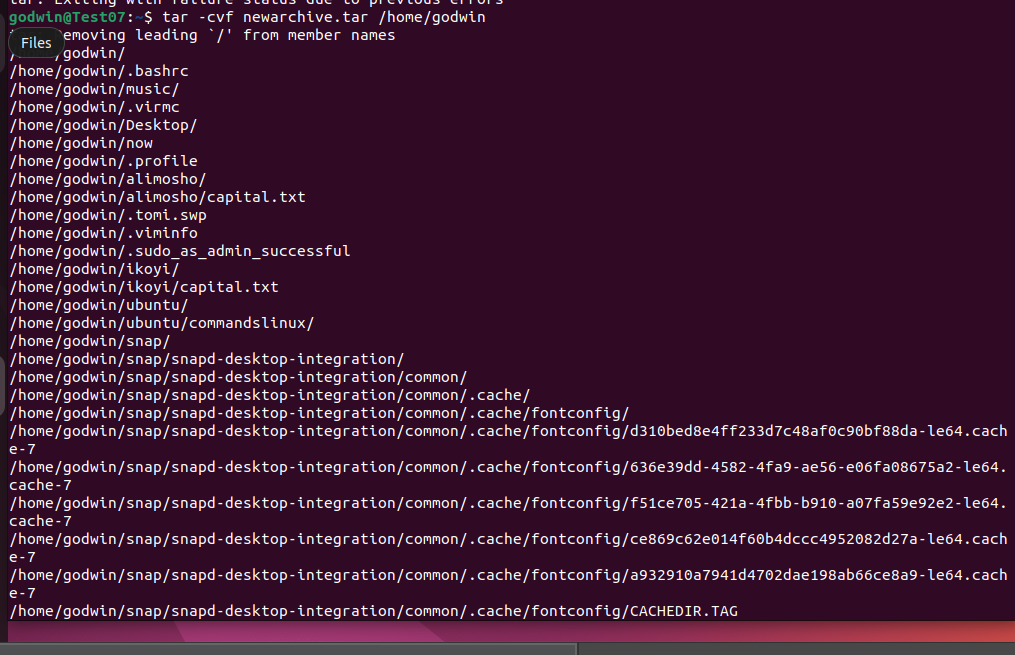 tar: Exiting with failure status due to previous errors
godwin@Test07:~$ tar -cvf newarchive.tar /home/godwin
emoving leading `/' from member names
Files
godwin/
/home/godwin/.bashrc
/home/godwin/music/
/home/godwin/.virmc
/home/godwin/Desktop/
/home/godwin/now
/home/godwin/.profile
/home/godwin/alimosho/
/home/godwin/alimosho/capital.txt
/home/godwin/.tomi.swp
/home/godwin/.viminfo
/home/godwin/.sudo_as_admin_successful
/home/godwin/ikoyi/
/home/godwin/ikoyi/capital.txt
/home/godwin/ubuntu/
/home/godwin/ubuntu/commandslinux/
/home/godwin/snap/
/home/godwin/snap/snapd-desktop-integration/
/home/godwin/snap/snapd-desktop-integration/common/
/home/godwin/snap/snapd-desktop-integration/common/.cache/
/home/godwin/snap/snapd-desktop-integration/common/.cache/fontconfig/
/home/godwin/snap/snapd-desktop-integration/common/.cache/fontconfig/d310bed8e4ff233d7c48af0c90bf88da-le64.cach
e-7
/home/godwin/snap/snapd-desktop-integration/common/.cache/fontconfig/636e39dd-4582-4fa9-ae56-e06fa08675a2-le64.
cache-7
/home/godwin/snap/snapd-desktop-integration/common/.cache/fontconfig/f51ce705-421a-4fbb-b910-a07fa59e92e2-le64.
cache-7
/home/godwin/snap/snapd-desktop-integration/common/.cache/fontconfig/ce869c62e014f60b4dccc4952082d27a-le64.cach
e-7
/home/godwin/snap/snapd-desktop-integration/common/.cache/fontconfig/a932910a7941d4702dae198ab66ce8a9-le64.cach
e-7
/home/godwin/snap/snapd-desktop-integration/common/.cache/fontconfig/CACHEDIR.TAG